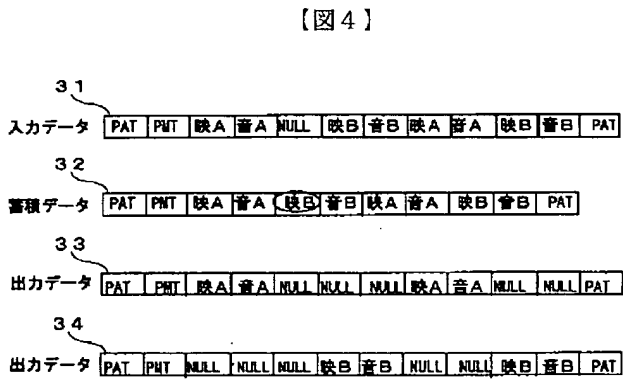 【図4】
31
入力データ PAT PMT 映A 音A NULL 映B 音B 映A 音A 映B 音B PAT
32
蓄積データ PAT PMT 映A 音A 映B 音B 映A 音A 映B 音B PAT
33
出力データ PAT PMT 映A 音A NULL NULL NULL 映A 音A NULL NULL PAT
34
出力データ PAT PMT NULL NULL NULL 映B 音B NULL NULL 映B 音B PAT